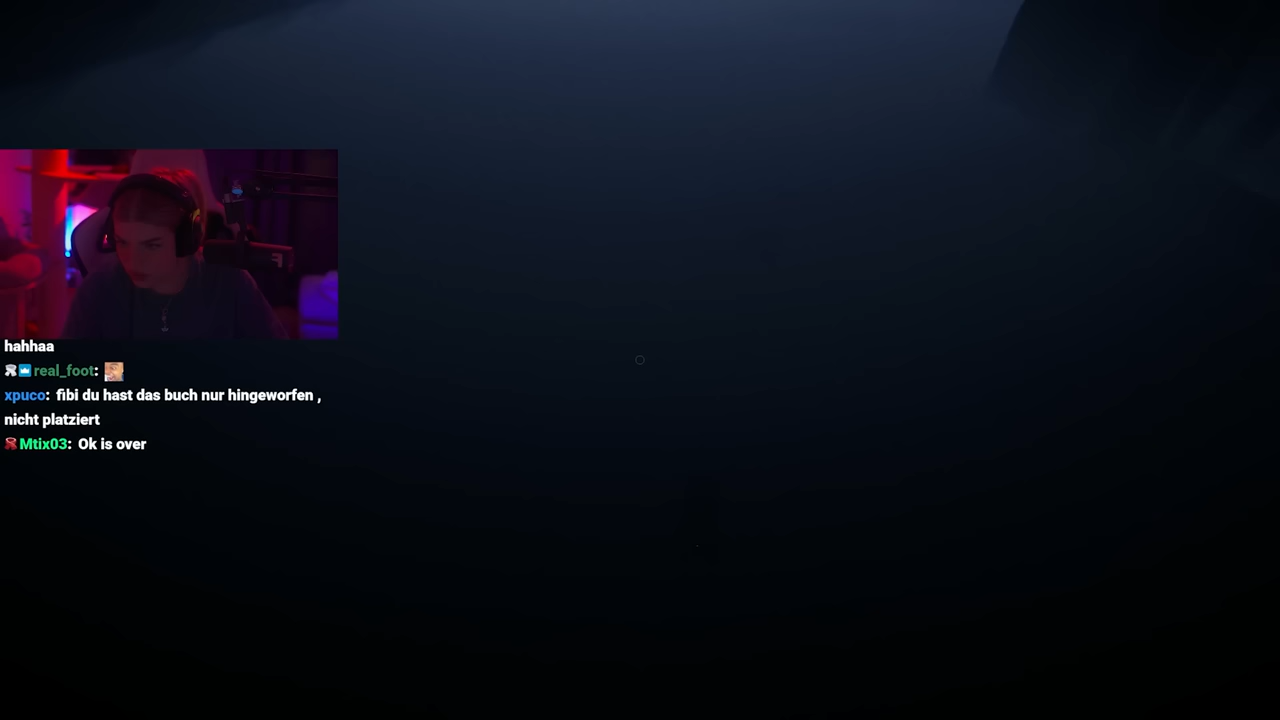 hahhaa
real_foot:
xpuco: fibi du hast das buch nur hingeworfen ,
nicht platziert
Mtix03: Ok is over